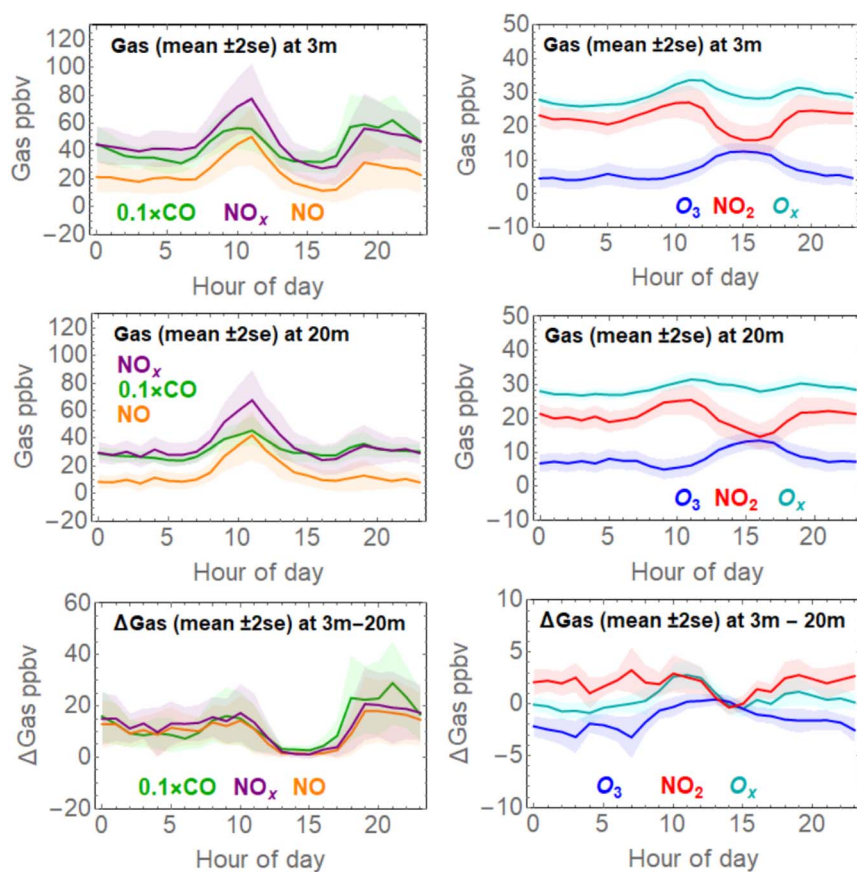 Gas (mean ±2se) at 3m
Gas ppbv
120
100
80
60
40
20
0
−20
0.1×CO NOx NO
0 5 10 15 20
Hour of day
Gas (mean ±2se) at 3m
Gas ppbv
50
40
30
20
10
0
−10
O3 NO2 Ox
0 5 10 15 20
Hour of day
Gas (mean ±2se) at 20m
Gas ppbv
120
100
80
60
40
20
0
−20
NOx
0.1×CO
NO
0 5 10 15 20
Hour of day
Gas (mean ±2se) at 20m
Gas ppbv
50
40
30
20
10
0
−10
O3 NO2 Ox
0 5 10 15 20
Hour of day
ΔGas (mean ±2se) at 3m−20m
ΔGas ppbv
60
40
20
0
−20
0.1×CO NOx NO
0 5 10 15 20
Hour of day
ΔGas (mean ±2se) at 3m − 20m
ΔGas ppbv
10
5
0
−5
−10
O3 NO2 Ox
0 5 10 15 20
Hour of day